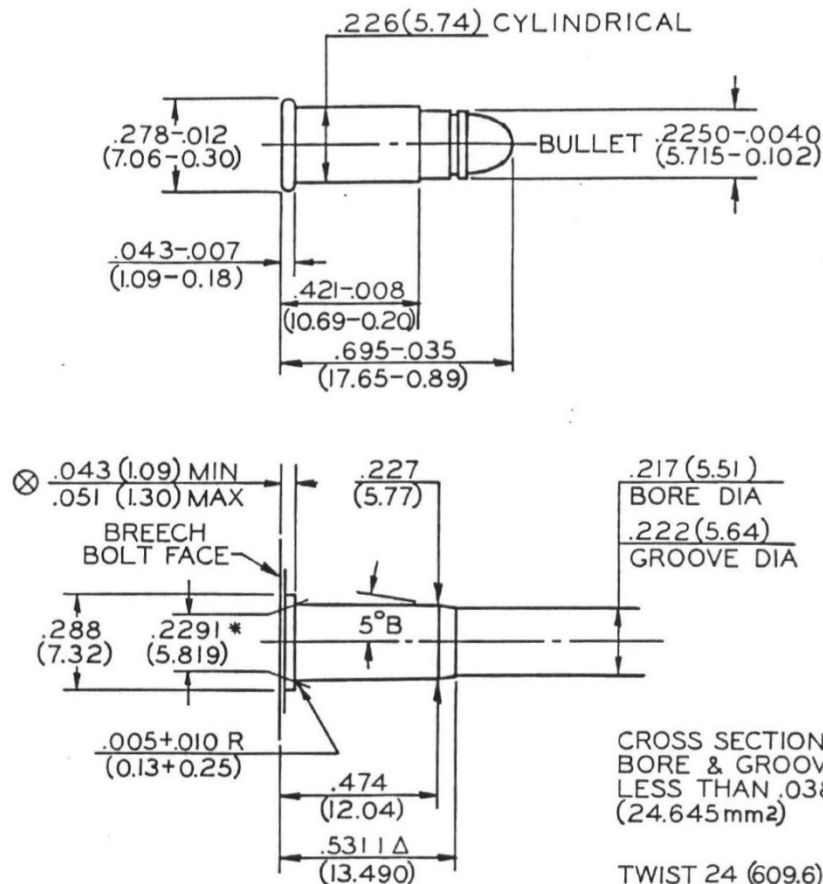 .226(5.74) CYLINDRICAL
.278-.012
(7.06-0.30)
BULLET .2250-.0040
(5.715-0.102)
.043-.007
(1.09-0.18)
.421-.008
(10.69-0.20)
.695-.035
(17.65-0.89)
⊗ .043 (1.09) MIN
.051 (1.30) MAX
.227
(5.77)
.217 (5.51)
BORE DIA
BREECH
BOLT FACE
.222 (5.64)
GROOVE DIA
.288
(7.32)
.2291 *
(5.819)
5°B
.005+.010 R
(0.13+0.25)
.474
(12.04)
.5311 Δ
(13.490)
CROSS SECTION
BORE & GROOV
LESS THAN .038
(24.645mm2)
TWIST 24 (609.6)